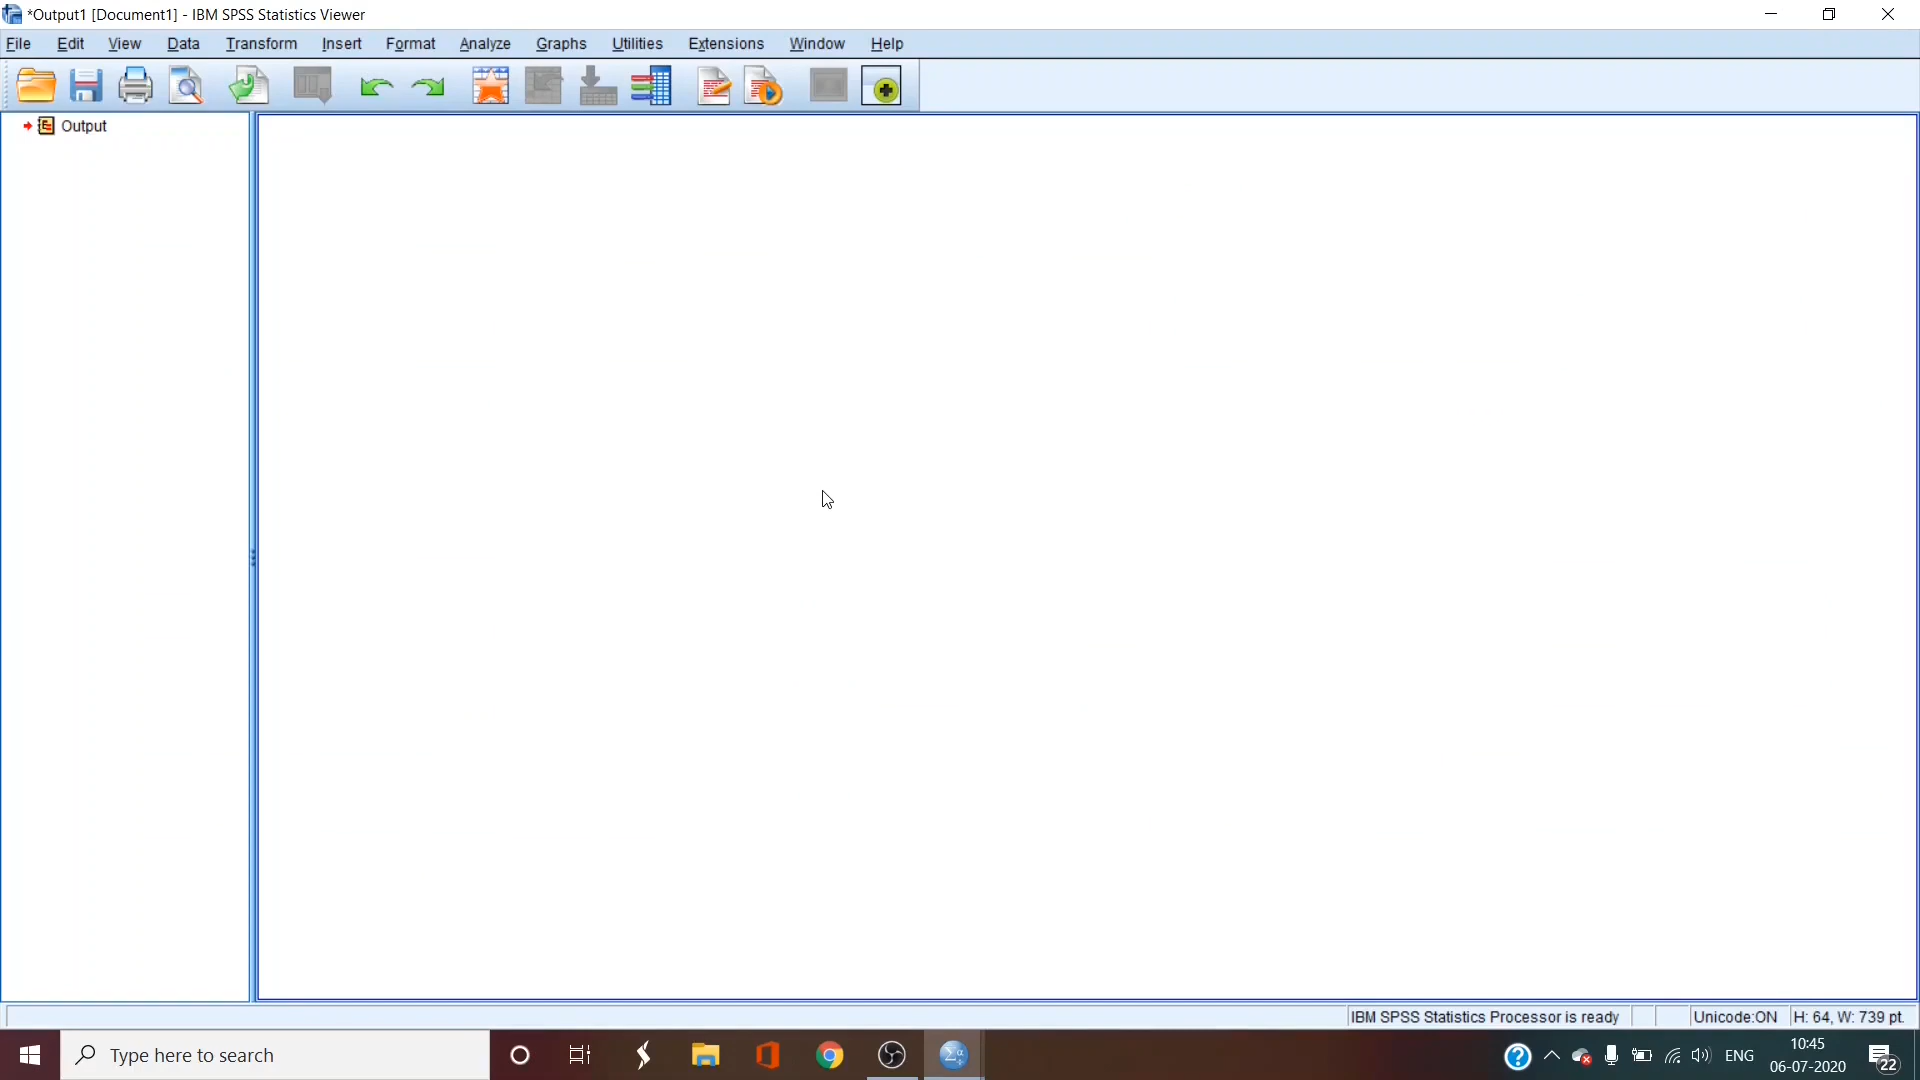 *Output1 [Document1] - IBM SPSS Statistics Viewer
File Edit View Data Transform Insert Format Analyze Graphs Utilities Extensions Window Help
Output
IBM SPSS Statistics Processor is ready Unicode:ON H: 64, W: 739 pt.
Type here to search
ENG
10:45
06-07-2020
22